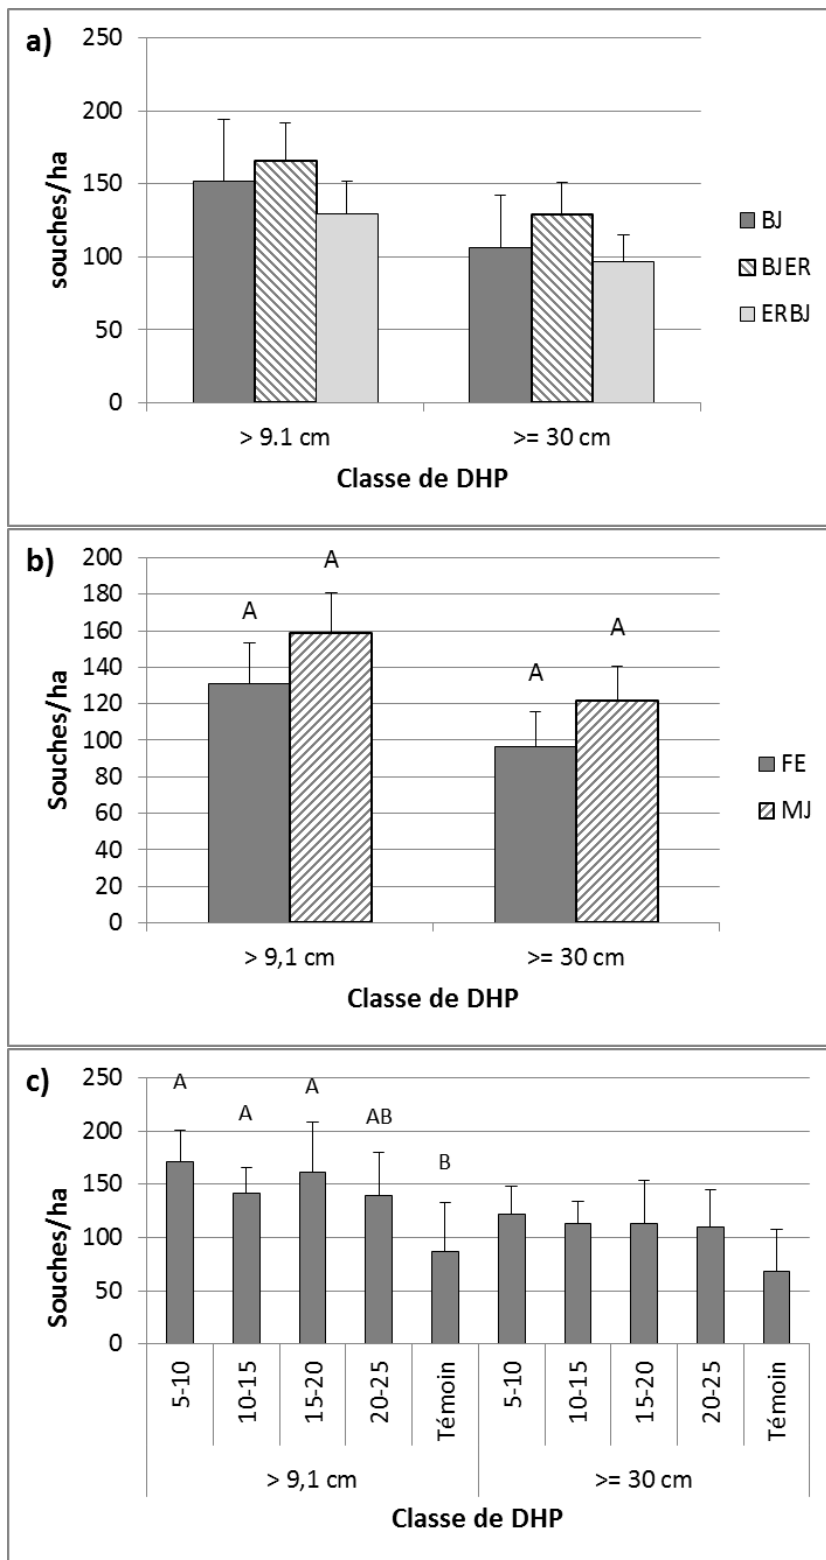 a)
250
200
150
100
50
0
souches/ha
> 9.1 cm
>= 30 cm
Classe de DHP
BJ
BJER
ERBJ
b)
200
180
160
140
120
100
80
60
40
20
0
Souches/ha
A
A
A
A
> 9,1 cm
>= 30 cm
Classe de DHP
FE
MJ
c)
250
200
150
100
50
0
Souches/ha
A
A
A
AB
B
5-10
10-15
15-20
20-25
Témoin
5-10
10-15
15-20
20-25
Témoin
> 9,1 cm
>= 30 cm
Classe de DHP